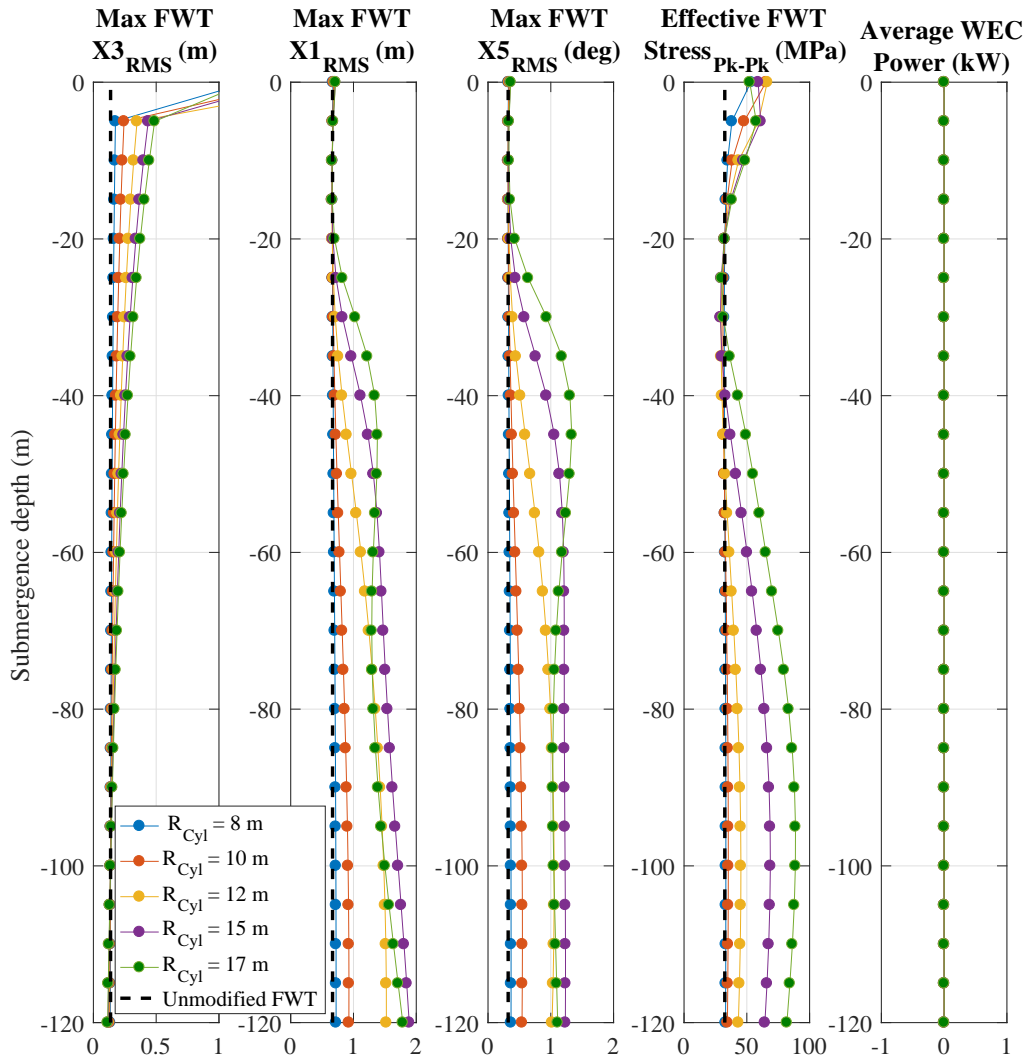 Max FWT
X3RMS (m)
Max FWT
X1RMS (m)
Max FWT
X5RMS (deg)
Effective FWT
StressPk-Pk (MPa)
Average WEC
Power (kW)
Submergence depth (m)
0 0 0 0 0
-20 -20 -20 -20 -20
-40 -40 -40 -40 -40
-60 -60 -60 -60 -60
-80 -80 -80 -80 -80
-100 -100 -100 -100
-120 -120 -120 -120 -120
RCyl = 8 m
RCyl = 10 m
RCyl = 12 m
RCyl = 15 m
RCyl = 17 m
Unmodified FWT
-100
0 0.5 1
0 1 2
0 1 2
0 50 100
-1 0 1